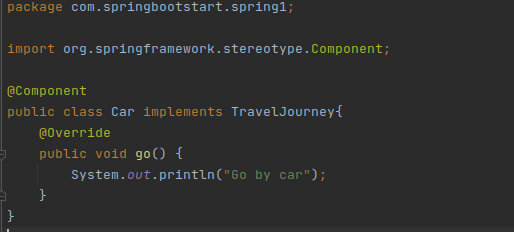 package com.springbootstart.spring1;
import org.springframework.stereotype.Component;
@Component
public class Car implements TravelJourney{
@Override
public void go() {
System.out.println("Go by car");
}
}